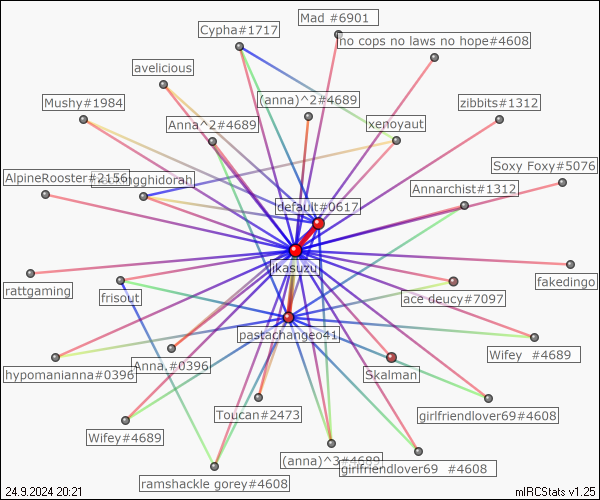 Mad #6901
Cypha#1717
no cops no laws no hope#4608
avelicious
(anna)^2#4689
Mushy#1984
zibbits#1312
Anna^2#4689
xenoyaut
Soxy Foxy#5076
AlpineRooster#2156
gghidorah
Annarchist#1312
default#0617
ikasuzu
rattgaming
fakedingo
frisout
ace deucy#7097
pastachangeo41
Wifey #4689
hypomanianna#0396
Anna.#0396
Skalman
Toucan#2473
girlfriendlover69#4608
Wifey#4689
(anna)^3#4689
girlfriendlover69 #4608
ramshackle gorey#4608
24.9.2024 20:21
mIRCStats v1.25